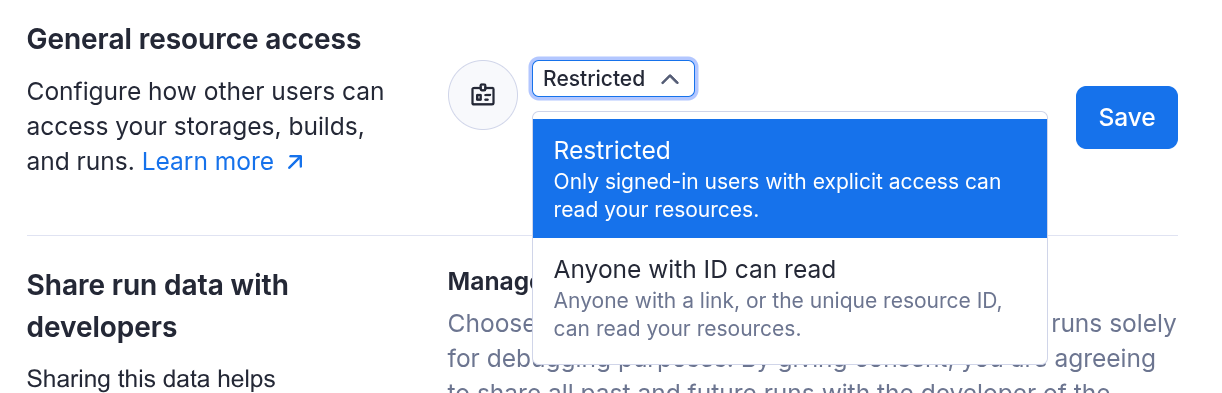 General resource access
Configure how other users can
access your storages, builds,
and runs. Learn more
Restricted
Restricted
Only signed-in users with explicit access can
read your resources.
Anyone with ID can read
Anyone with a link, or the unique resource ID,
can read your resources.
Save
Share run data with
developers
Sharing this data helps
Choose runs solely
for debugging purposes. By giving consent, you are agreeing
to share all past and future runs with the developer of the